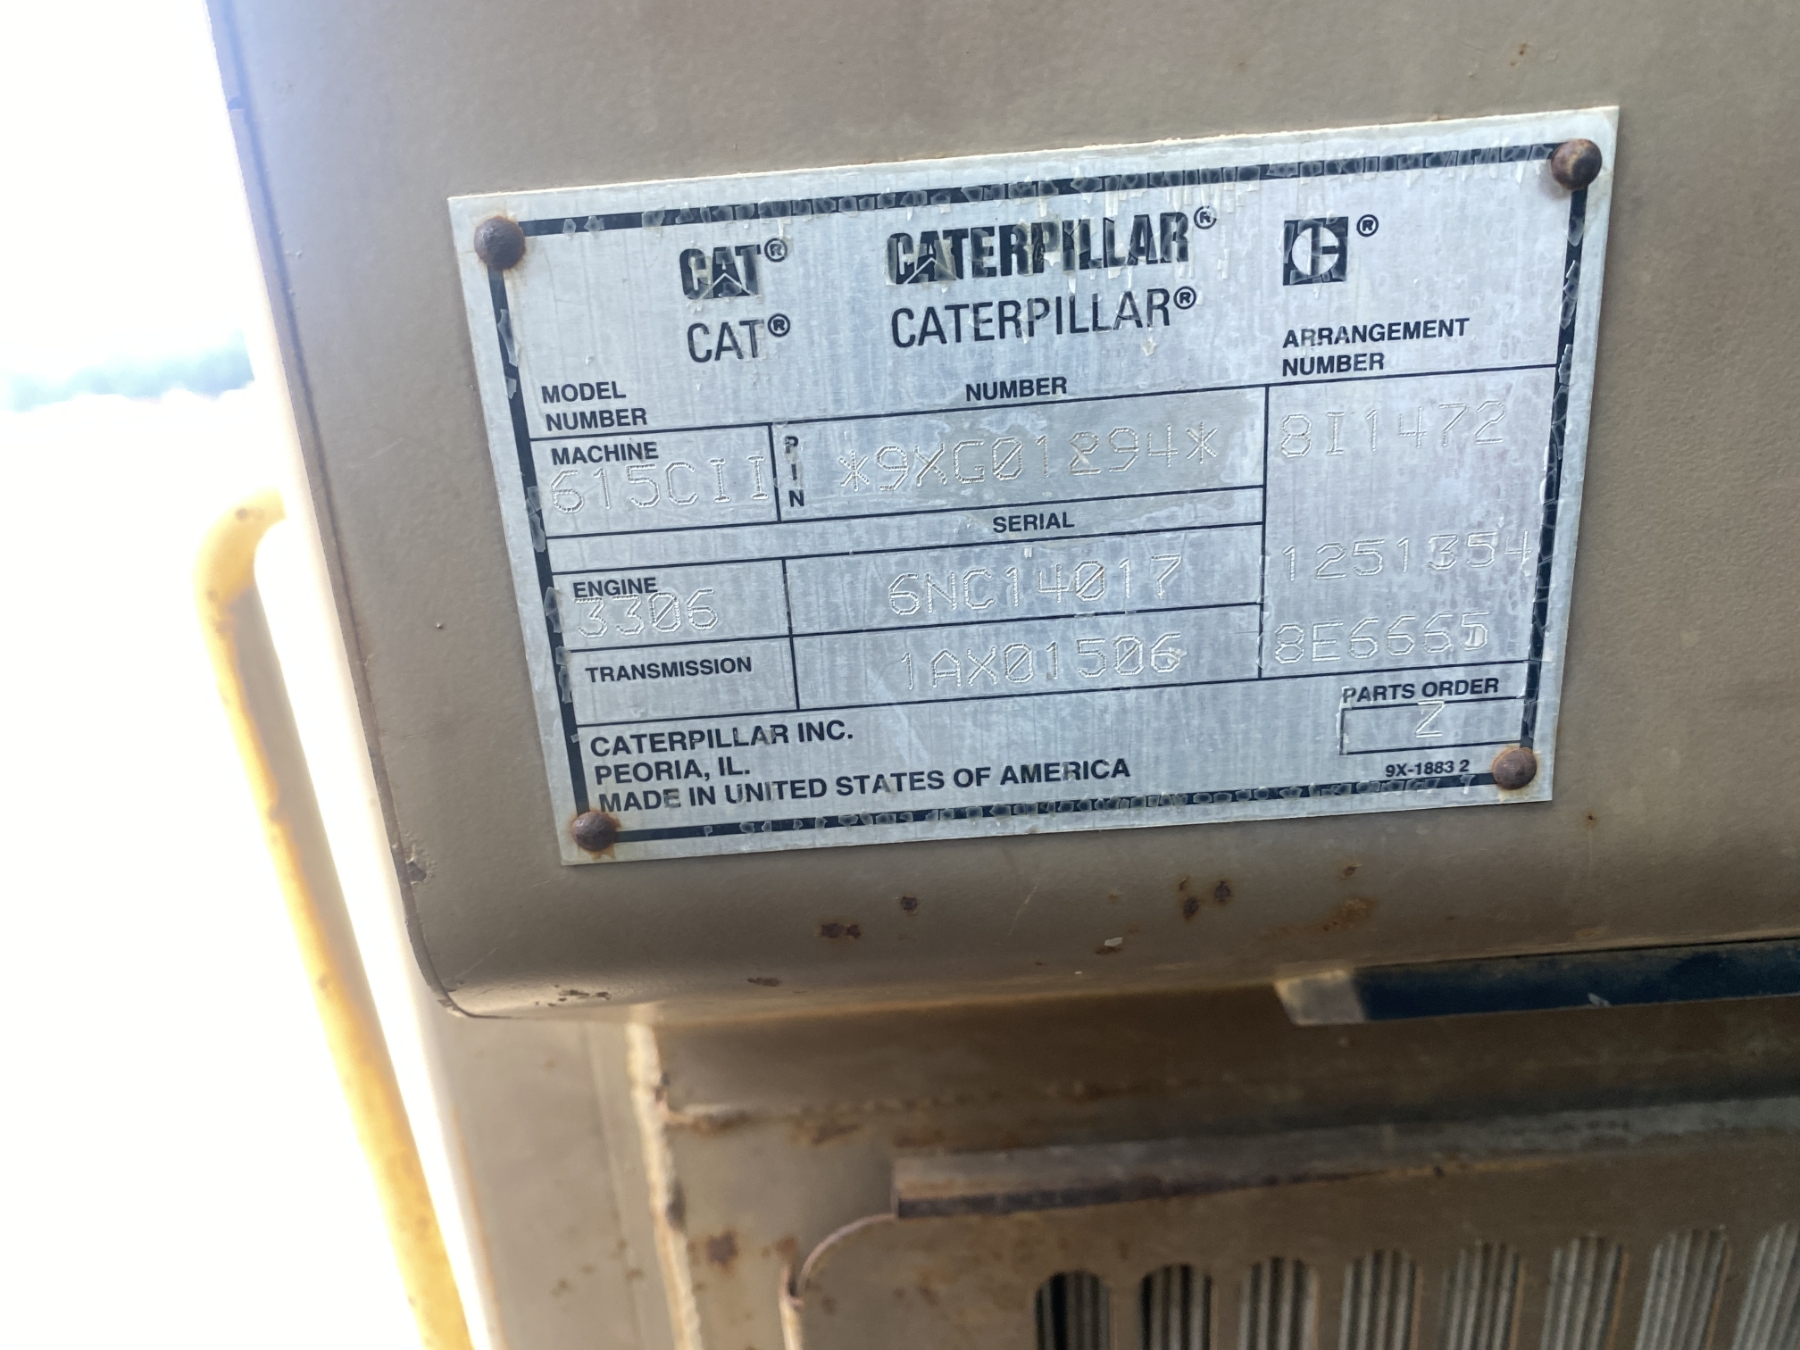 CAT® CATERPILLAR® ®
CAT® CATERPILLAR®
MODEL NUMBER
NUMBER
ARRANGEMENT NUMBER
MACHINE
615CII
PIN
*9XG01294*
8I1472
SERIAL
ENGINE
3306
6NC14017
1251354
TRANSMISSION
1AX01506
8E6665
PARTS ORDER
Z
CATERPILLAR INC.
PEORIA, IL.
MADE IN UNITED STATES OF AMERICA
9X-1883 2